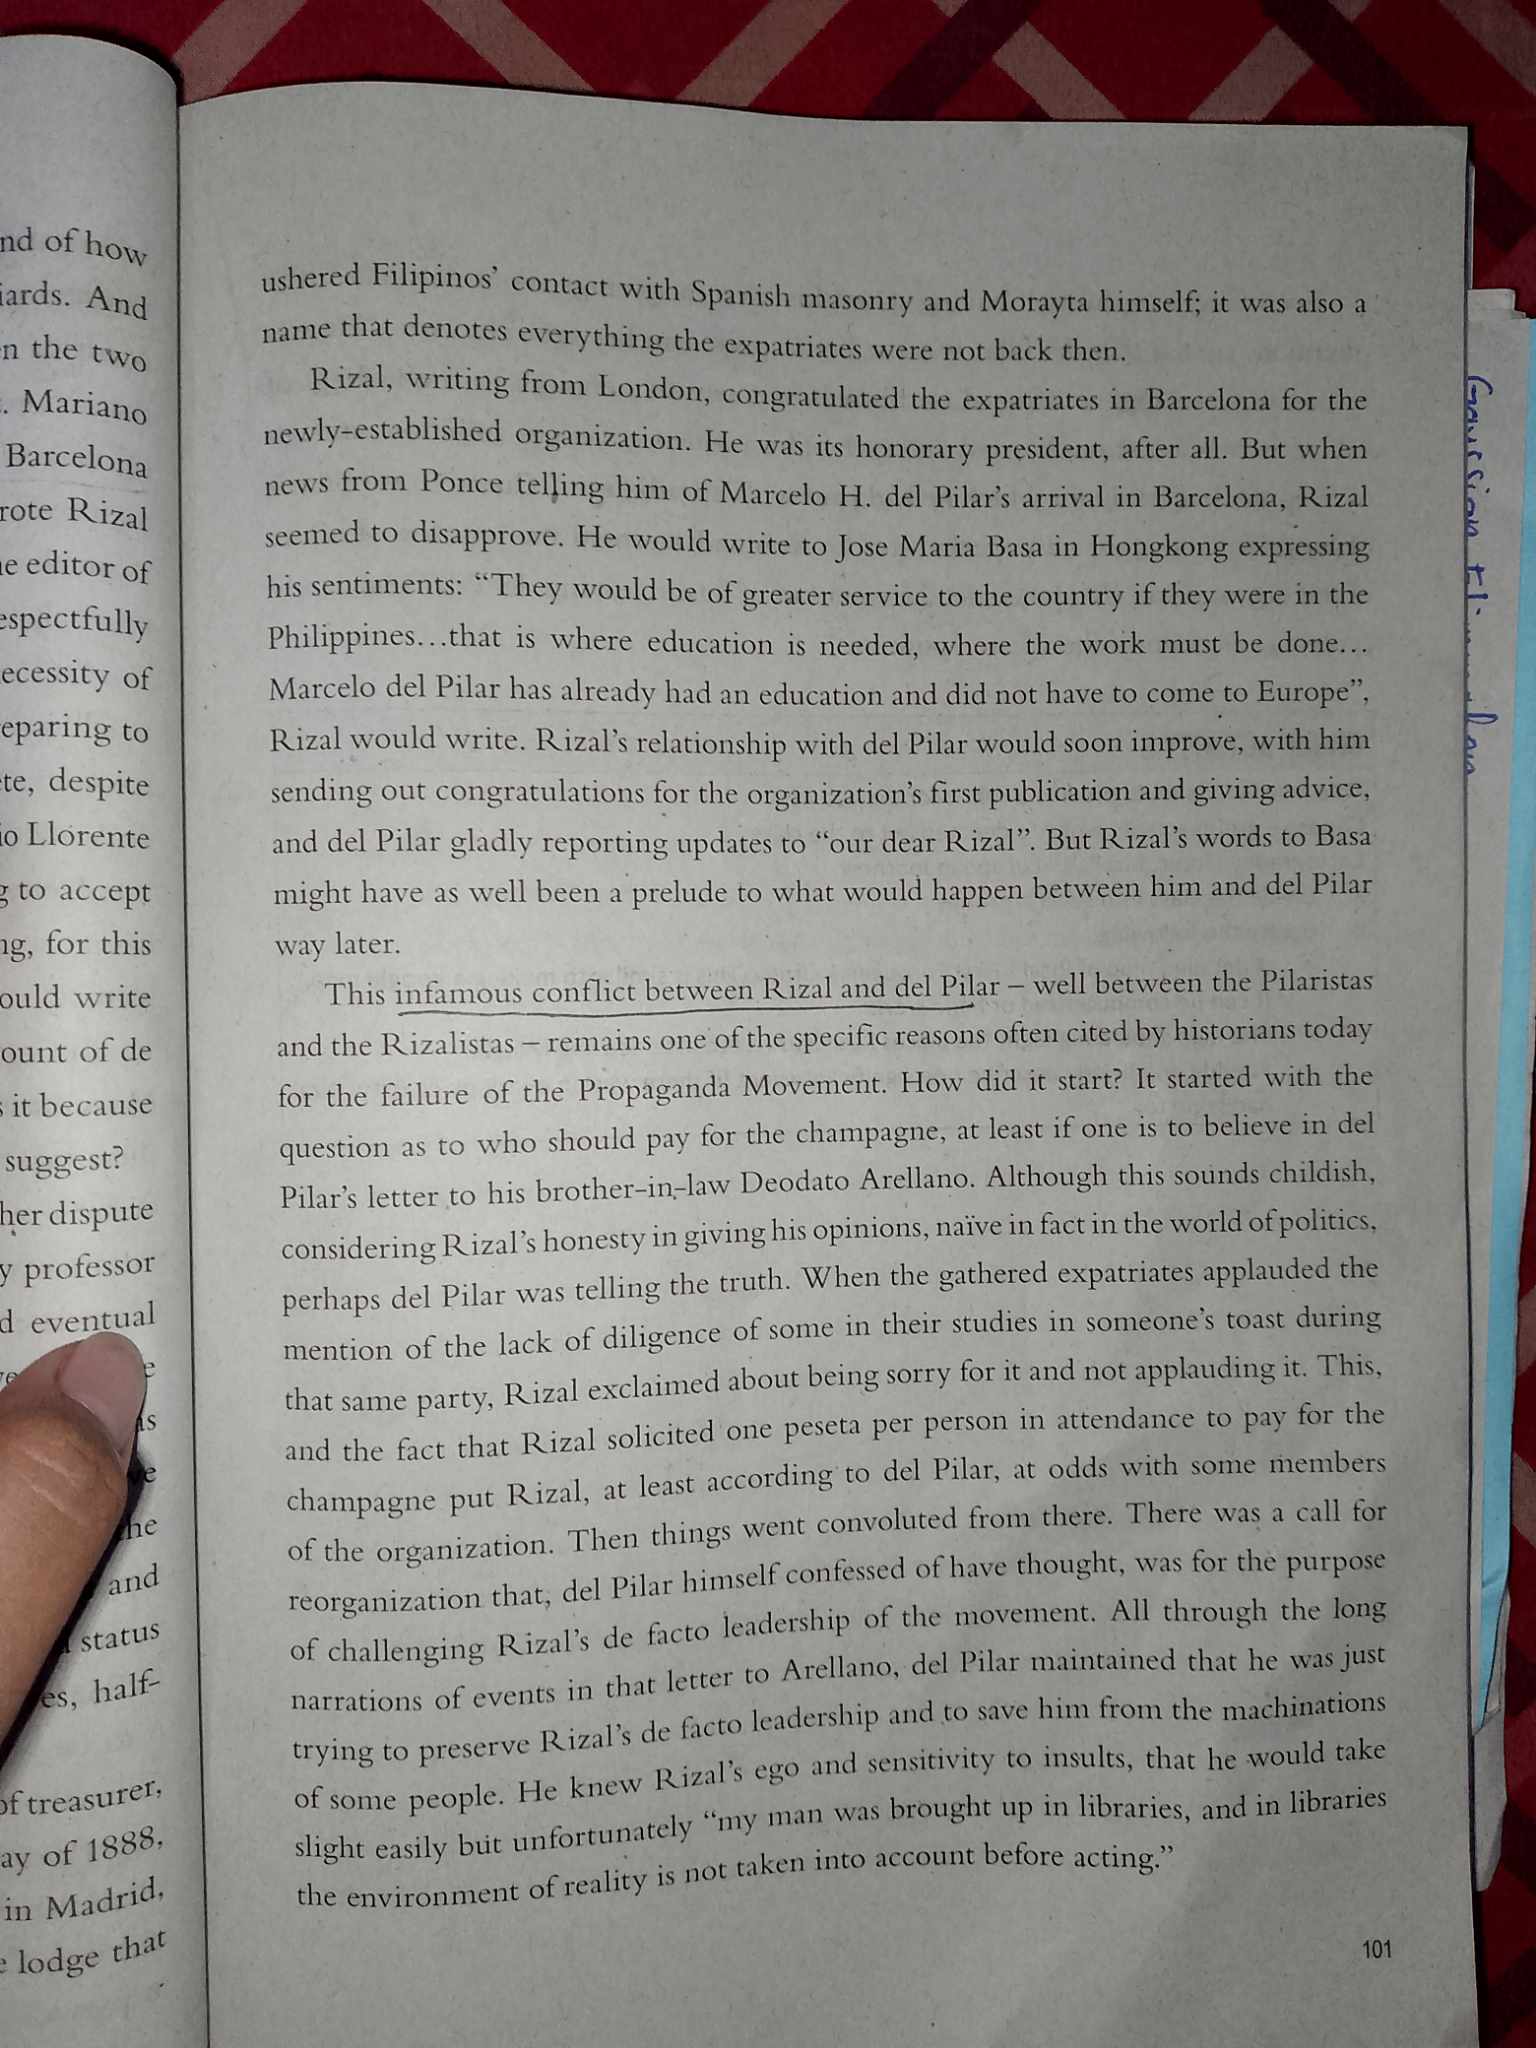 nd of how
iards. And
n the two
. Mariano
Barcelona
rote Rizal
e editor of
espectfully
ecessity of
eparing to
te, despite
io Llorente
g to accept
ng, for this
ould write
ount of de
s it because
suggest?
her dispute
y professor
d eventual
and
status
es, half-
of treasurer,
ay of 1888,
in Madrid,
e lodge that
ushered Filipinos’ contact with Spanish masonry and Morayta himself; it was also a
name that denotes everything the expatriates were not back then.
Rizal, writing from London, congratulated the expatriates in Barcelona for the
newly-established organization. He was its honorary president, after all. But when
news from Ponce telling him of Marcelo H. del Pilar’s arrival in Barcelona, Rizal
seemed to disapprove. He would write to Jose Maria Basa in Hongkong expressing
his sentiments: “They would be of greater service to the country if they were in the
Philippines…that is where education is needed, where the work must be done…
Marcelo del Pilar has already had an education and did not have to come to Europe”,
Rizal would write. Rizal’s relationship with del Pilar would soon improve, with him
sending out congratulations for the organization’s first publication and giving advice,
and del Pilar gladly reporting updates to “our dear Rizal”. But Rizal’s words to Basa
might have as well been a prelude to what would happen between him and del Pilar
way later.
This infamous conflict between Rizal and del Pilar – well between the Pilaristas
and the Rizalistas – remains one of the specific reasons often cited by historians today
for the failure of the Propaganda Movement. How did it start? It started with the
question as to who should pay for the champagne, at least if one is to believe in del
Pilar’s letter to his brother-in-law Deodato Arellano. Although this sounds childish,
considering Rizal’s honesty in giving his opinions, naïve in fact in the world of politics,
perhaps del Pilar was telling the truth. When the gathered expatriates applauded the
mention of the lack of diligence of some in their studies in someone’s toast during
that same party, Rizal exclaimed about being sorry for it and not applauding it. This,
and the fact that Rizal solicited one peseta per person in attendance to pay for the
champagne put Rizal, at least according to del Pilar, at odds with some members
of the organization. Then things went convoluted from there. There was a call for
reorganization that, del Pilar himself confessed of have thought, was for the purpose
of challenging Rizal’s de facto leadership of the movement. All through the long
narrations of events in that letter to Arellano, del Pilar maintained that he was just
trying to preserve Rizal’s de facto leadership and to save him from the machinations
of some people. He knew Rizal’s ego and sensitivity to insults, that he would take
slight easily but unfortunately “my man was brought up in libraries, and in libraries
the environment of reality is not taken into account before acting.”
101